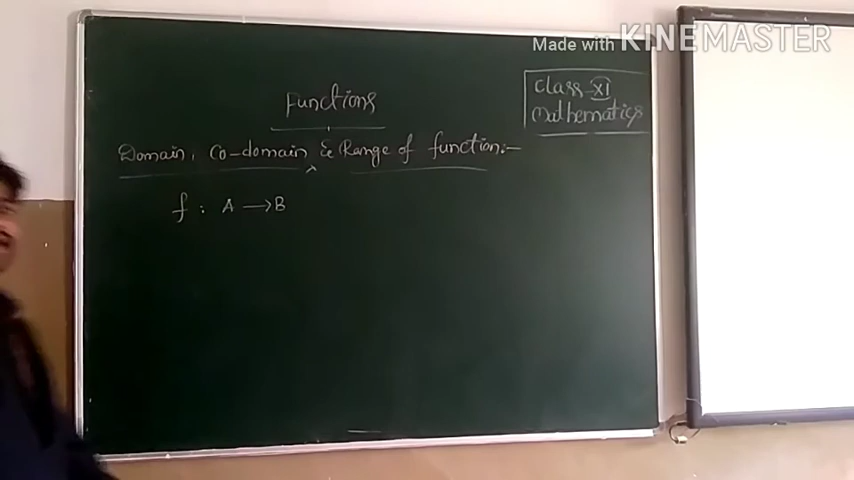 Made with KINEMASTER
class-XI
Mathematics
Functions
Domain, Co-domain & Range of function:-
f : A → B